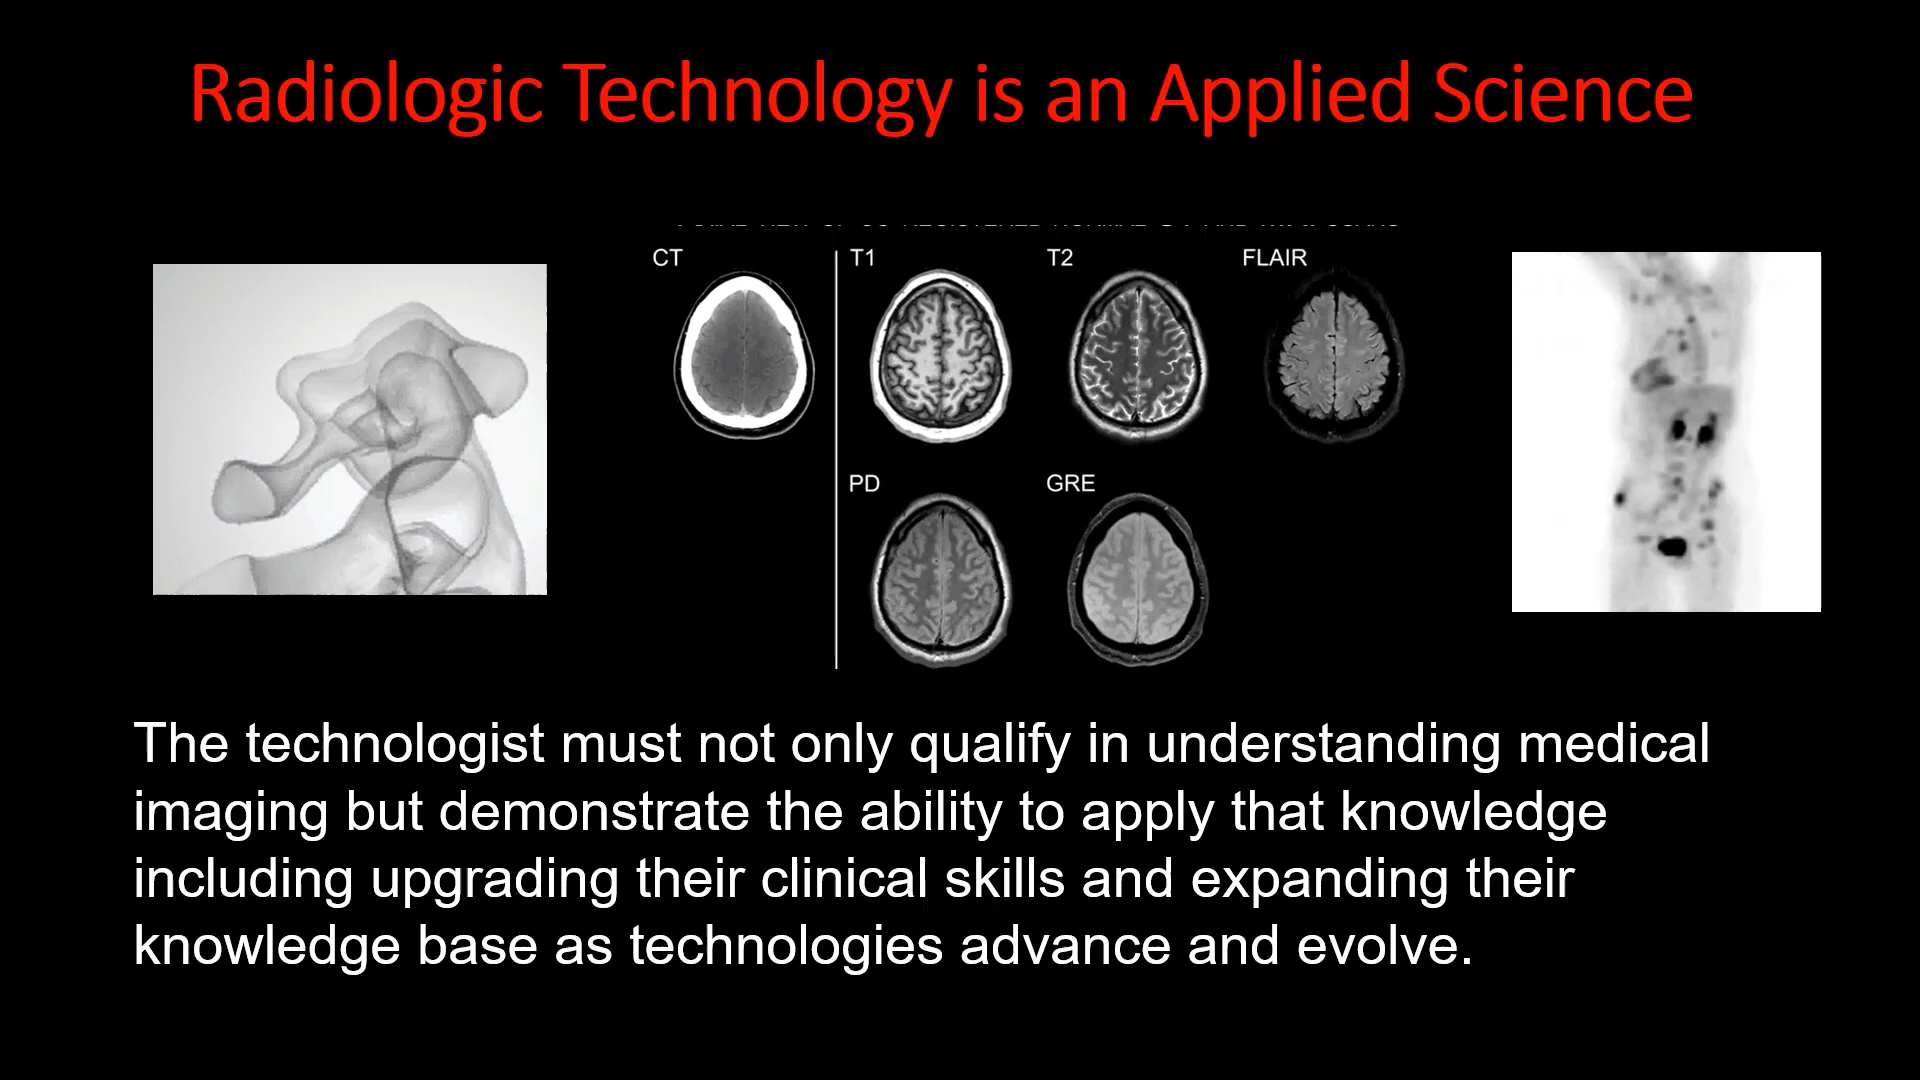 Radiologic Technology is an Applied Science
CT
T1
T2
FLAIR
PD
GRE
The technologist must not only qualify in understanding medical
imaging but demonstrate the ability to apply that knowledge
including upgrading their clinical skills and expanding their
knowledge base as technologies advance and evolve.